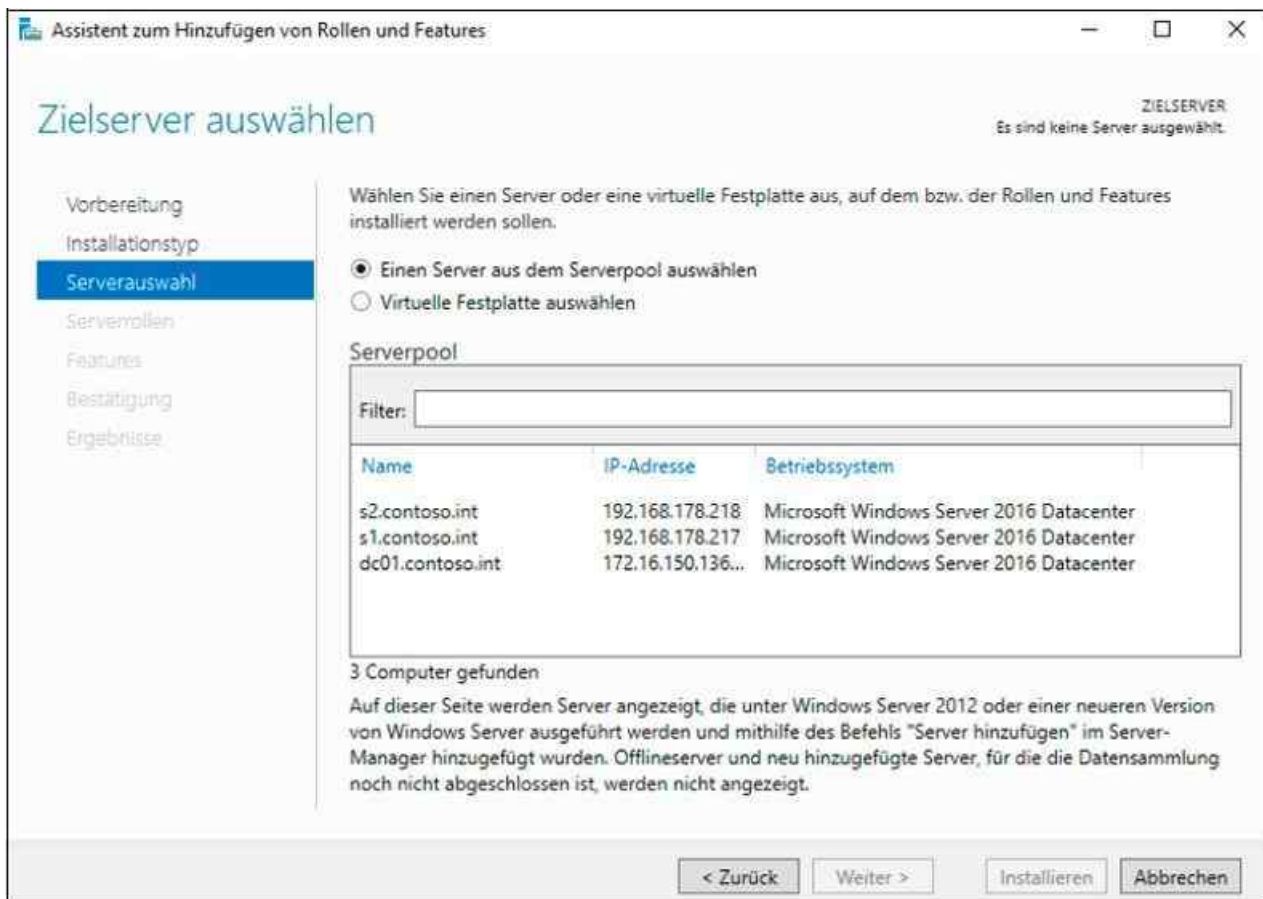 Assistent zum Hinzufügen von Rollen und Features
Zielserver auswählen
ZIELSERVER
Es sind keine Server ausgewählt.
Vorbereitung
Installationstyp
Serverauswahl
Serverrollen
Features
Bestätigung
Ergebnisse
Wählen Sie einen Server oder eine virtuelle Festplatte aus, auf dem bzw. der Rollen und Features
installiert werden sollen.
Einen Server aus dem Serverpool auswählen
Virtuelle Festplatte auswählen
Serverpool
Filter:
Name IP-Adresse Betriebssystem
s2.contoso.int 192.168.178.218 Microsoft Windows Server 2016 Datacenter
s1.contoso.int 192.168.178.217 Microsoft Windows Server 2016 Datacenter
dc01.contoso.int 172.16.150.136... Microsoft Windows Server 2016 Datacenter
3 Computer gefunden
Auf dieser Seite werden Server angezeigt, die unter Windows Server 2012 oder einer neueren Version
von Windows Server ausgeführt werden und mithilfe des Befehls "Server hinzufügen" im Server-
Manager hinzugefügt wurden. Offlineserver und neu hinzugefügte Server, für die die Datensammlung
noch nicht abgeschlossen ist, werden nicht angezeigt.
< Zurück Weiter > Installieren Abbrechen